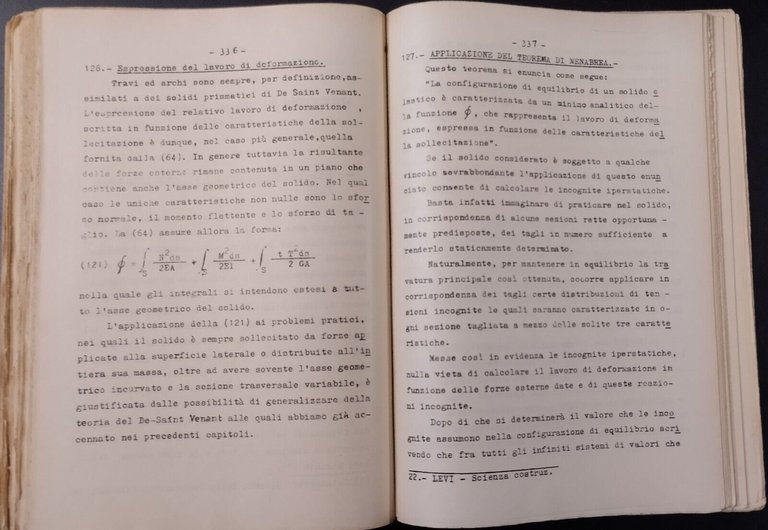 - 336-
126.- Espressione del lavoro di deformazione.
Travi ed archi sono sempre, per definizione,as-
similati a dei solidi prismatici di De Saint Venant.
L'espressione del relativo lavoro di deformazione ,
scritta in funzione delle caratteristiche della sol-
lecitazione è dunque, nel caso più generale,quella
fornita dalla (64). In genere tuttavia la risultante
delle forze esterne rimane contenuta in un piano che
contiene anche l'asse geometrico del solido. Nel qual
caso le uniche caratteristiche non nulle sono lo sfor
zo normale, il momento flettente e lo sforzo di ta -
glio. La (64) assume allora la forma:
(121) ϕ = ∫S N²ds / 2EA + ∫S M²ds / 2EI + ∫S t T²ds / 2 GA
nella quale gli integrali si intendono estesi a tut-
to l'asse geometrico del solido.
L'applicazione della (121) ai problemi pratici,
nei quali il solido è sempre sollecitato da forze ap
plicate alla superficie laterale o distribuite all'in
tiera sua massa, oltre ad avere sovente l'asse geome-
trico incurvato e la sezione trasversale variabile, è
giustificata dalle possibilità di generalizzare della
teoria del De-Saint Venant alle quali abbiamo già ac-
cennato nei precedenti capitoli.
- 337 -
127.- APPLICAZIONE DEL TEOREMA DI MENABREA.-
Questo teorema si enuncia come segue:
"La configurazione di equilibrio di un solido e
lastico è caratterizzata da un minimo analitico del-
la funzione ϕ, che rappresenta il lavoro di deforma
zione, espressa in funzione delle caratteristiche del
la sollecitazione".
Se il solido considerato è soggetto a qualche
vincolo sovrabbondante l'applicazione di questo enun
ciato consente di calcolare le incognite iperstatiche.
Basta infatti immaginare di praticare nel solido,
in corrispondenza di alcune sezioni rette opportuna -
mente predisposte, dei tagli in numero sufficiente a
renderlo staticamente determinato.
Naturalmente, per mantenere in equilibrio la tra
vatura principale così ottenuta, occorre applicare in
corrispondenza dei tagli certe distribuzioni di ten -
sioni incognite le quali saranno caratterizzate in o-
gni sezione tagliata a mezzo delle solite tre caratte
ristiche.
Messe così in evidenza le incognite iperstatiche,
nulla vieta di calcolare il lavoro di deformazione in
funzione delle forze esterne date e di queste reazio-
ni incognite.
Dopo di che si determinerà il valore che le inco
gnite assumono nella configurazione di equilibrio scri
vendo che fra tutti gli infiniti sistemi di valori che
22.- LEVI - Scienza costruz.